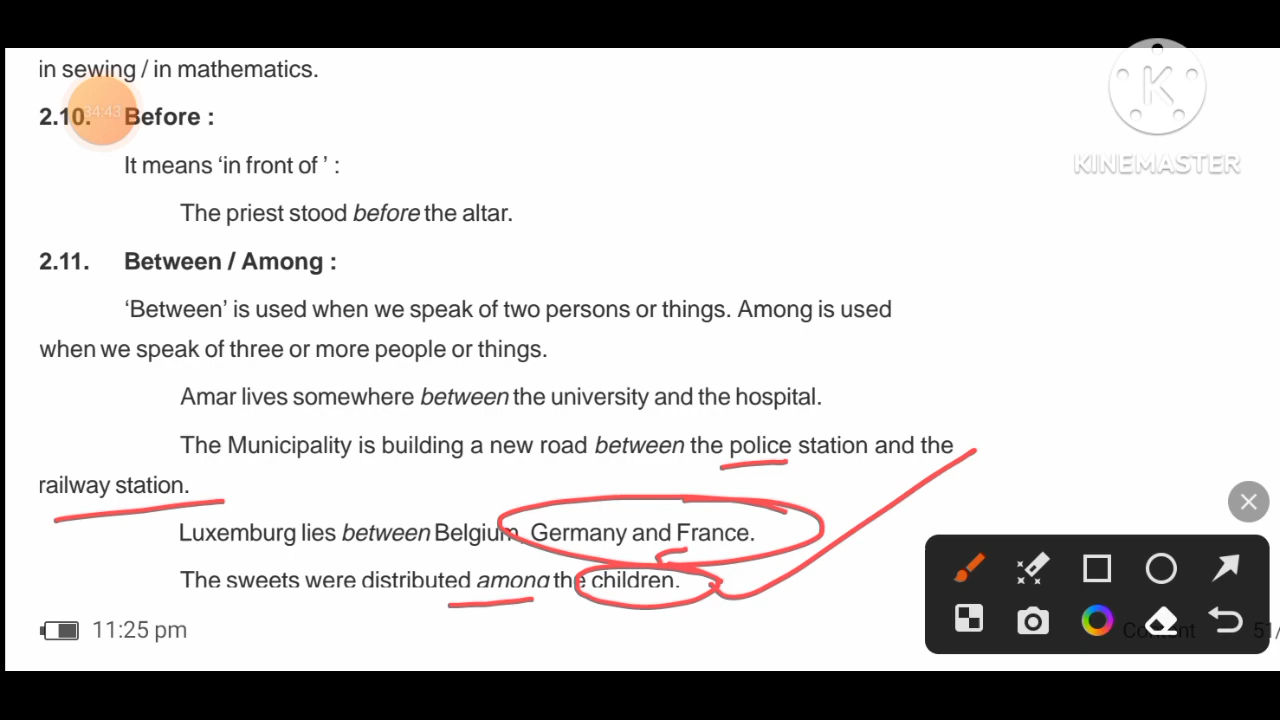 in sewing / in mathematics.
34:43
2.10. Before :
It means ‘in front of ’ :
KINEMASTER
The priest stood before the altar.
2.11. Between / Among :
‘Between’ is used when we speak of two persons or things. Among is used
when we speak of three or more people or things.
Amar lives somewhere between the university and the hospital.
The Municipality is building a new road between the police station and the
railway station.
Luxemburg lies between Belgium, Germany and France.
The sweets were distributed among the children.
11:25 pm
Content 51/